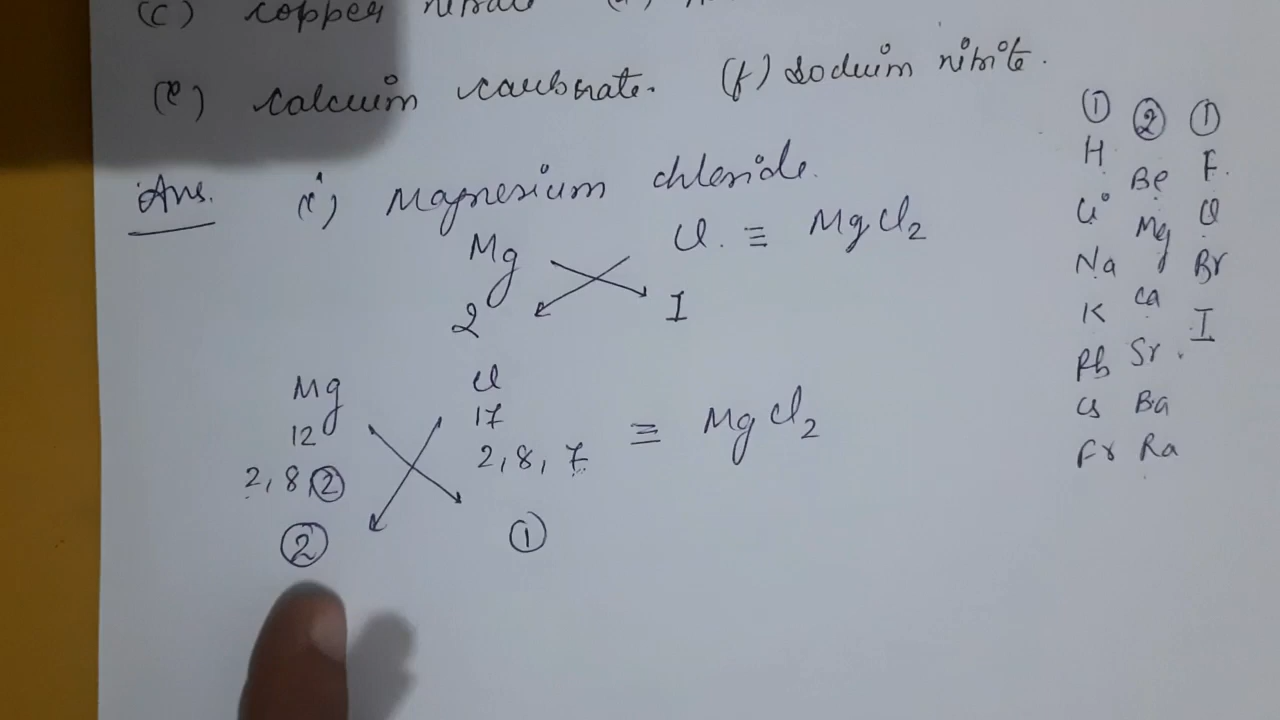 (c) copper
(e) calcium carbonate. (f) sodium nitrite.
Ans. (i) Magnesium chloride.
Mg Cl. ≡ MgCl2
2 I
Mg Cl
12 17
2,8,2 2,8,7 ≡ MgCl2
2 1
1 2 1
H Be F.
Li Mg Cl
Na Ca Br
K Sr I
Rb Ba
Cs Ra
Fr